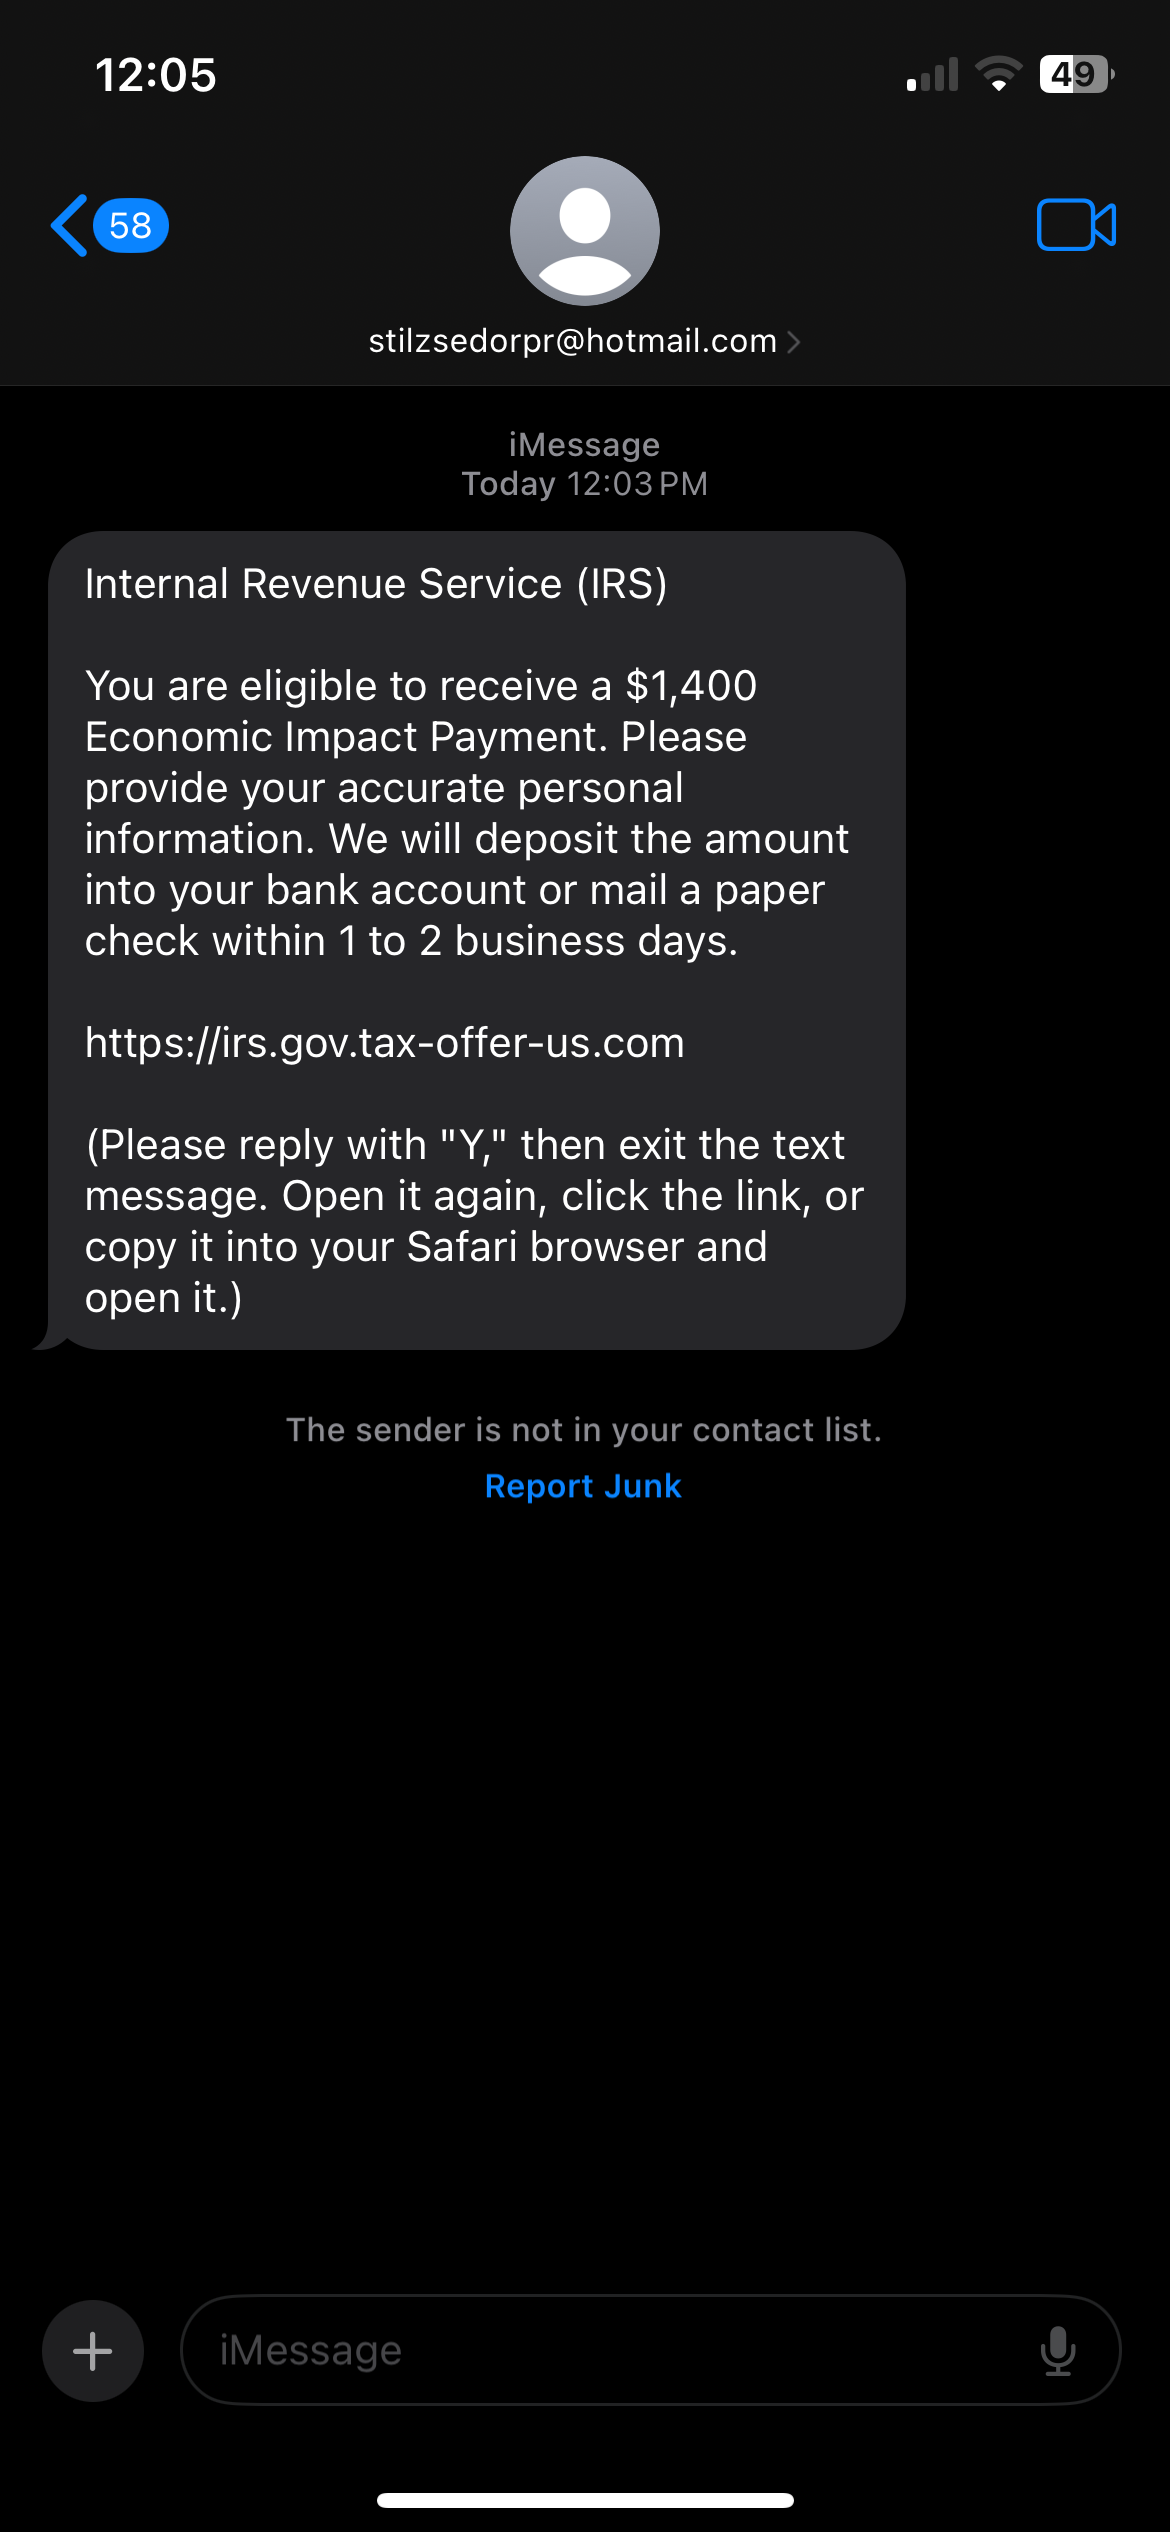 12:05
49
58
stilzsedorpr@hotmail.com
iMessage
Today 12:03 PM
Internal Revenue Service (IRS)
You are eligible to receive a $1,400
Economic Impact Payment. Please
provide your accurate personal
information. We will deposit the amount
into your bank account or mail a paper
check within 1 to 2 business days.
https://irs.gov.tax-offer-us.com
(Please reply with "Y," then exit the text
message. Open it again, click the link, or
copy it into your Safari browser and
open it.)
The sender is not in your contact list.
Report Junk
iMessage